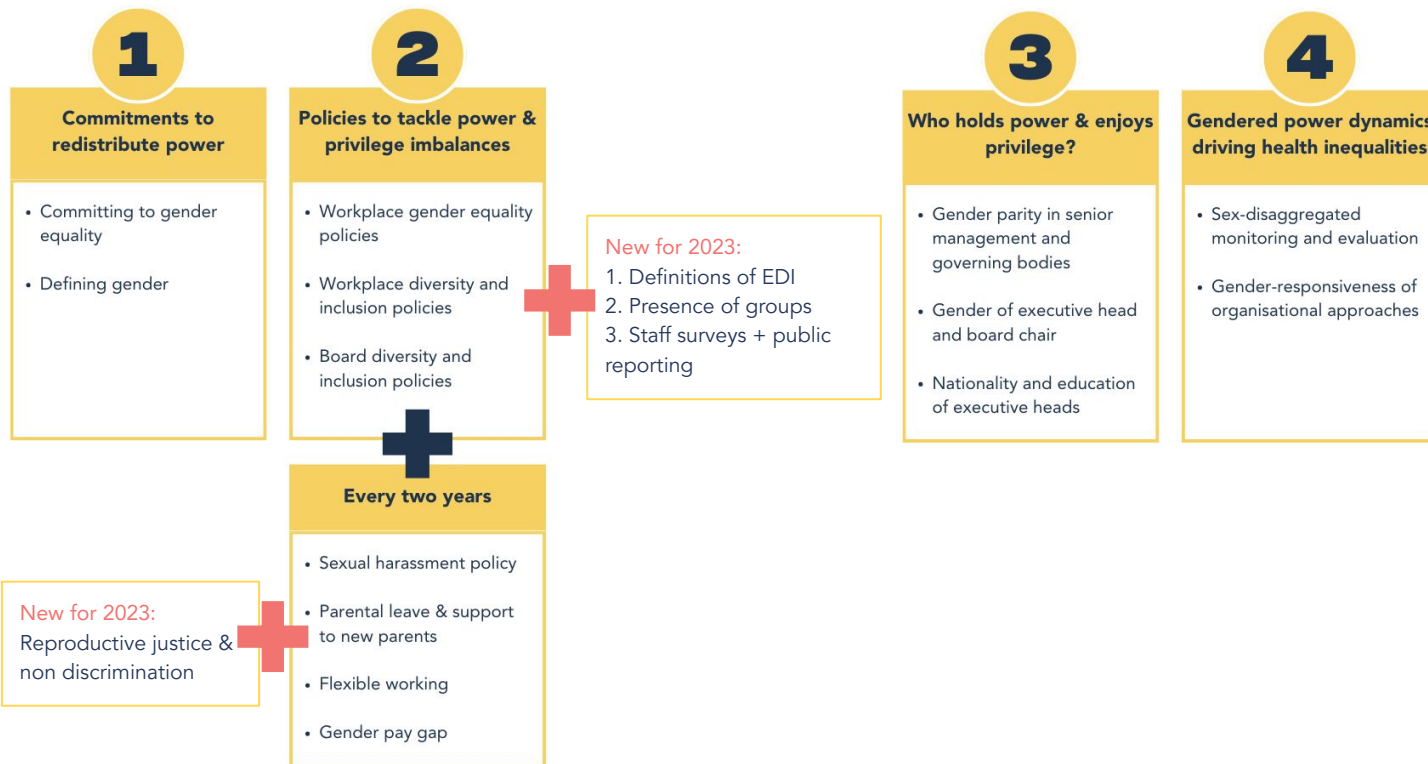 1
Commitments to
redistribute power
• Committing to gender
equality
• Defining gender
2
Policies to tackle power &
privilege imbalances
• Workplace gender equality
policies
• Workplace diversity and
inclusion policies
• Board diversity and
inclusion policies
New for 2023:
1. Definitions of EDI
2. Presence of groups
3. Staff surveys + public
reporting
Every two years
• Sexual harassment policy
• Parental leave & support
to new parents
• Flexible working
• Gender pay gap
New for 2023:
Reproductive justice &
non discrimination
3
Who holds power & enjoys
privilege?
• Gender parity in senior
management and
governing bodies
• Gender of executive head
and board chair
• Nationality and education
of executive heads
4
Gendered power dynamics
driving health inequalities
• Sex-disaggregated
monitoring and evaluation
• Gender-responsiveness of
organisational approaches